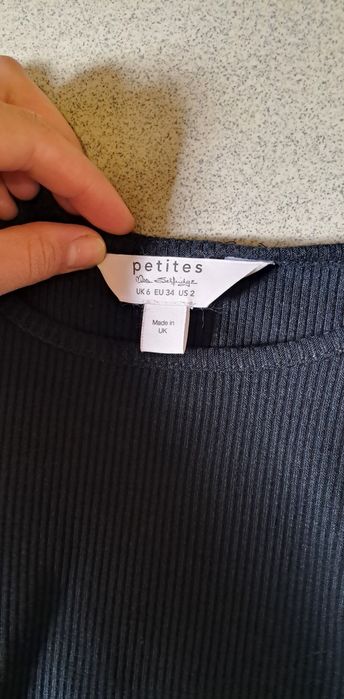 petites
Miss Selfridge
UK 6 EU 34 US 2
Made in
UK